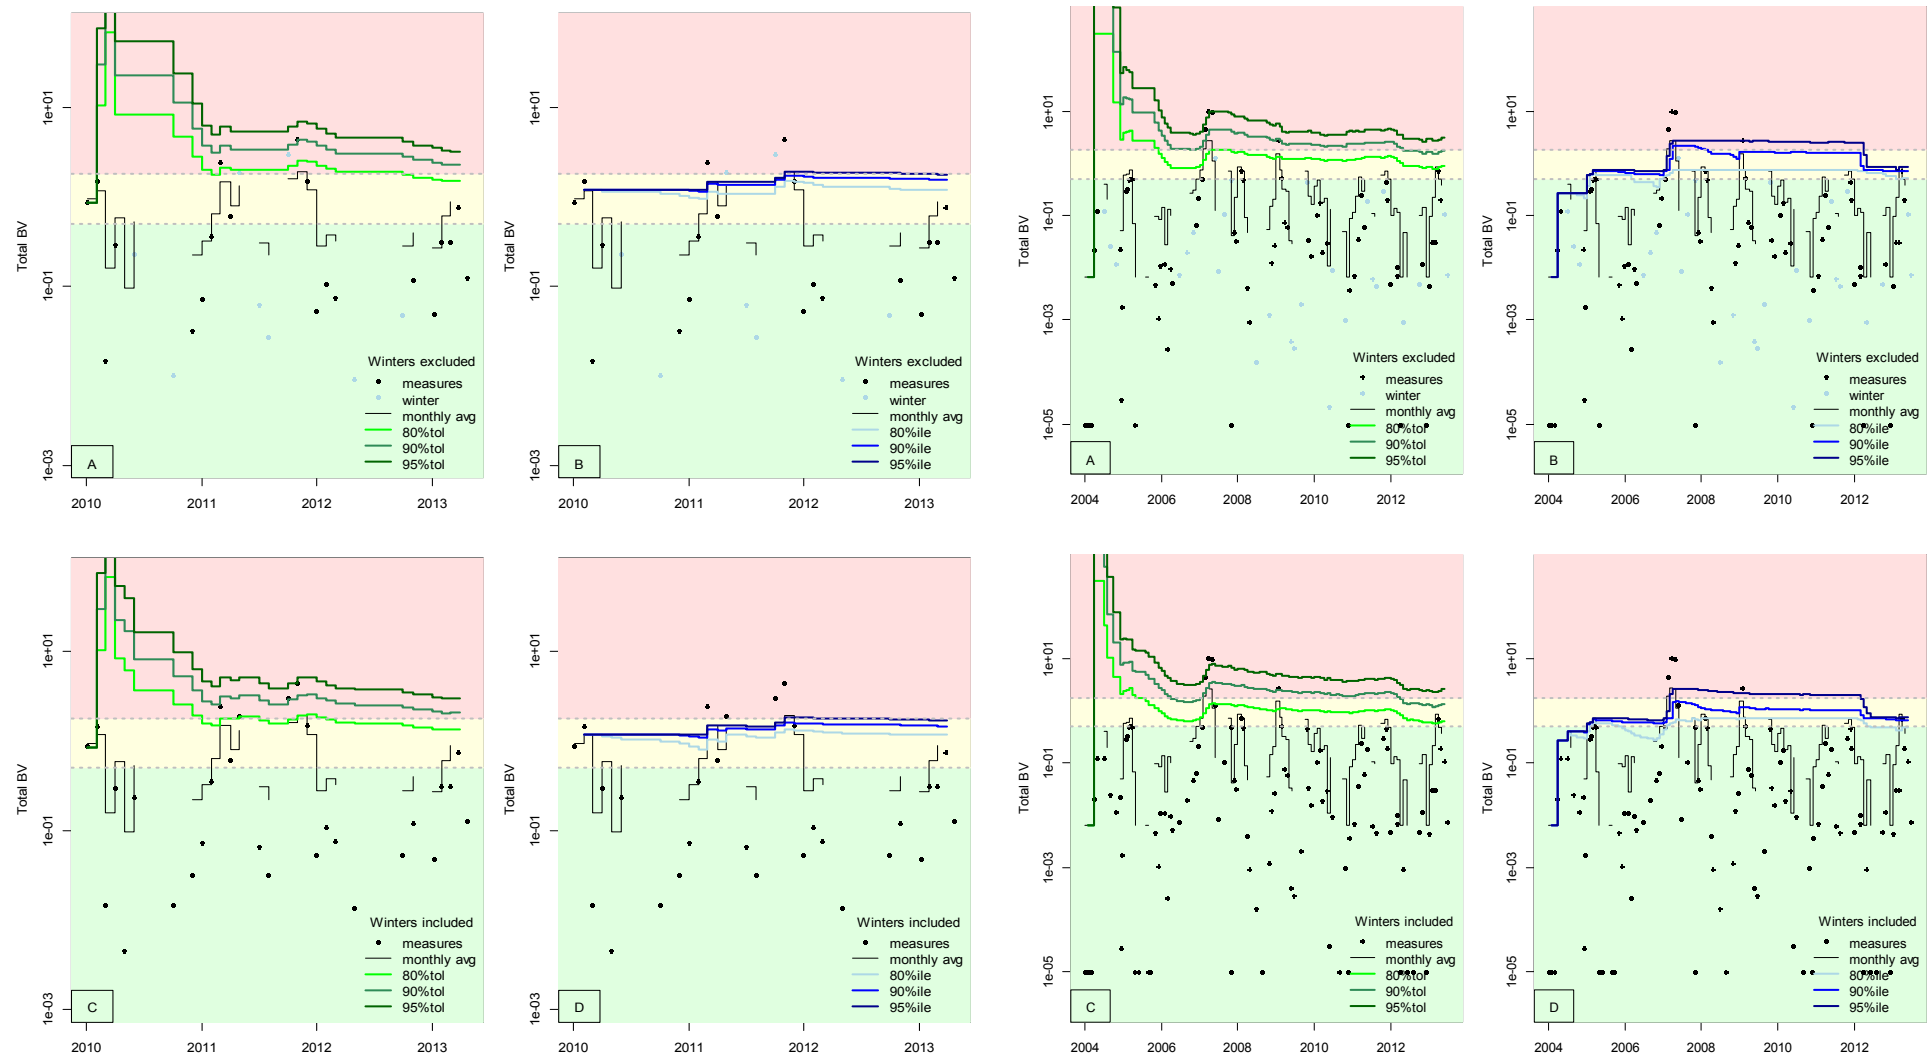 Total BV
1e+01
1e-01
1e-03
Winters excluded
measures
winter
monthly avg
80%tol
90%tol
95%tol
A
2010
2011
2012
2013
Total BV
1e+01
1e-01
1e-03
Winters excluded
measures
winter
monthly avg
80%ile
90%ile
95%ile
B
2010
2011
2012
2013
Total BV
1e+01
1e-01
1e-03
1e-05
Winters excluded
measures
winter
monthly avg
80%tol
90%tol
95%tol
A
2004
2006
2008
2010
2012
Total BV
1e+01
1e-01
1e-03
1e-05
Winters excluded
measures
winter
monthly avg
80%ile
90%ile
95%ile
B
2004
2006
2008
2010
2012
Total BV
1e+01
1e-01
1e-03
Winters included
measures
monthly avg
80%tol
90%tol
95%tol
C
2010
2011
2012
2013
Total BV
1e+01
1e-01
1e-03
Winters included
measures
monthly avg
80%ile
90%ile
95%ile
D
2010
2011
2012
2013
Total BV
1e+01
1e-01
1e-03
1e-05
Winters included
measures
monthly avg
80%tol
90%tol
95%tol
C
2004
2006
2008
2010
2012
Total BV
1e+01
1e-01
1e-03
1e-05
Winters included
measures
monthly avg
80%ile
90%ile
95%ile
D
2004
2006
2008
2010
2012